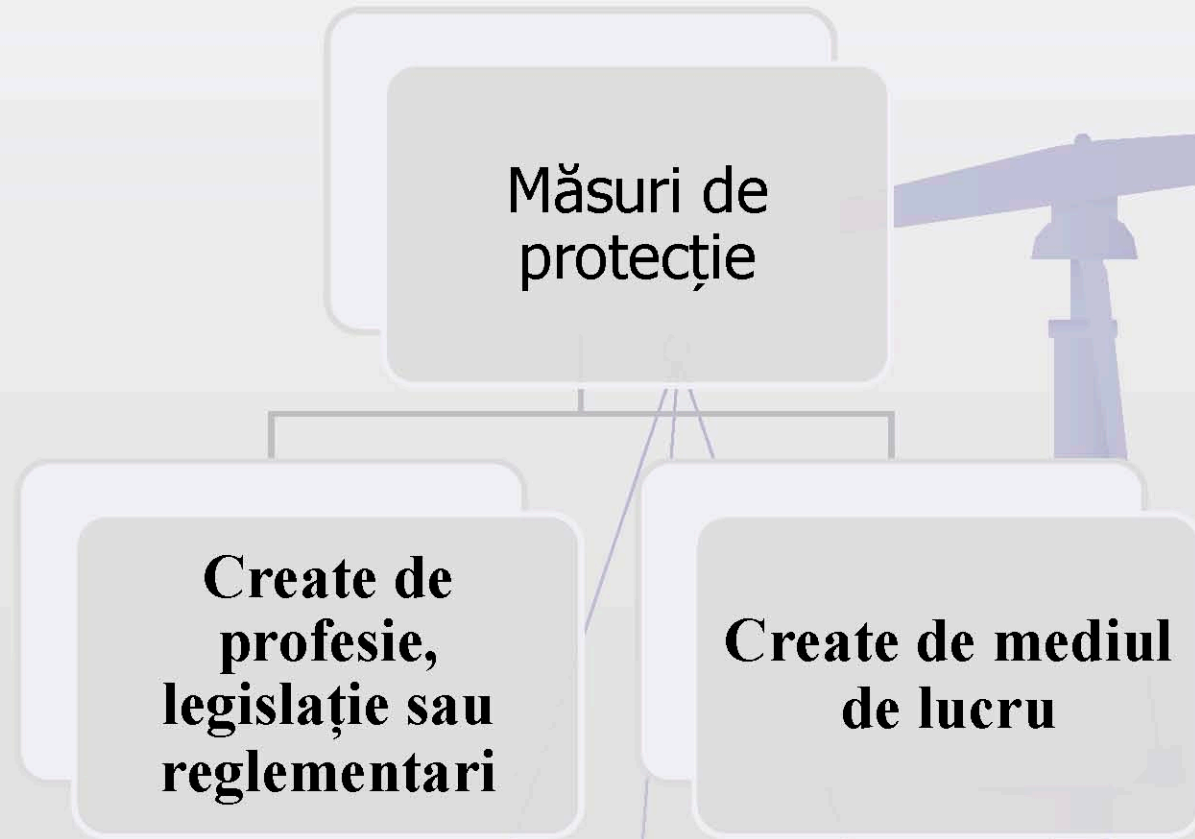 Măsuri de
protecție
Create de
profesie,
legislație sau
reglementari
Create de mediul
de lucru